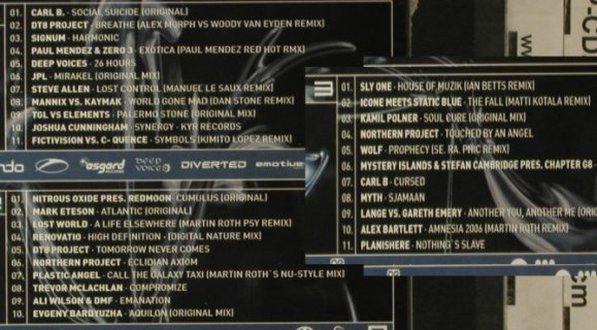 01. CARL B. - SOCIAL SUICIDE (ORIGINAL)
02. DT8 PROJECT - BREATHE (ALEX MORPH VS WOODY VAN EYDEN REMIX)
03. SIGNUM - HARMONIC
04. PAUL MENDEZ & ZERO 3 - EXOTICA (PAUL MENDEZ RED HOT RMX)
05. DEEP VOICES - 26 HOURS
06. JPL - MIRAKEL (ORIGINAL MIX)
07. STEVE ALLEN - LOST CONTROL (MANUEL LE SAUX REMIX)
08. MANNIX VS. KAYMAK - WORLD GONE MAD (DAN STONE REMIX)
09. TGL VS ELEMENTS - PALERMO STONE (ORIGINAL MIX)
10. JOSHUA CUNNINGHAM - SYNERGY - KYR RECORDS
11. FICTIVISION VS. C- QUENCE - SYMBOLS (KIMITO LOPEZ REMIX)
asgard
DEEP VOICES
DIVERTED
emotive
01. NITROUS OXIDE PRES. REDMOON- CUMULUS (ORIGINAL)
02. MARK ETESON - ATLANTIC (ORIGINAL)
03. LOST WORLD - A LIFE ELSEWHERE (MARTIN ROTH PSY REMIX)
04. RENOVATIO - HIGH DEFINITION - (DIGITAL NATURE MIX)
05. DT8 PROJECT - TOMORROW NEVER COMES
06. NORTHERN PROJECT - ECLIDIAN AXIOM
07. PLASTIC ANGEL - CALL THE GALAXY TAXI (MARTIN ROTH`S NU-STYLE MIX)
08. TREVOR MCLACHLAN - COMPROMIZE
09. ALI WILSON & DMF - EMANATION
10. EVGENY BARDYUZHA - AQUILON (ORIGINAL MIX)
01. SLY ONE - HOUSE OF MUZIK (IAN BETTS REMIX)
02. ICONE MEETS STATIC BLUE - THE FALL (MATTI KOTALA REMIX)
03. KAMIL POLNER - SOUL CURE (ORIGINAL MIX)
04. NORTHERN PROJECT - TOUCHED BY AN ANGEL
05. WOLF - PROPHECY (SE. RA. PHIC REMIX)
06. MYSTERY ISLANDS & STEFAN CAMBRIDGE PRES. CHAPTER G8 -
07. CARL B - CURSED
08. MYTH - SJAMAAN
09. LANGE VS. GARETH EMERY - ANOTHER YOU, ANOTHER ME (ORIG
10. ALEX BARTLETT - AMNESIA 2006 (MARTIN ROTH REMIX)
11. PLANISHERE - NOTHING`S SLAVE